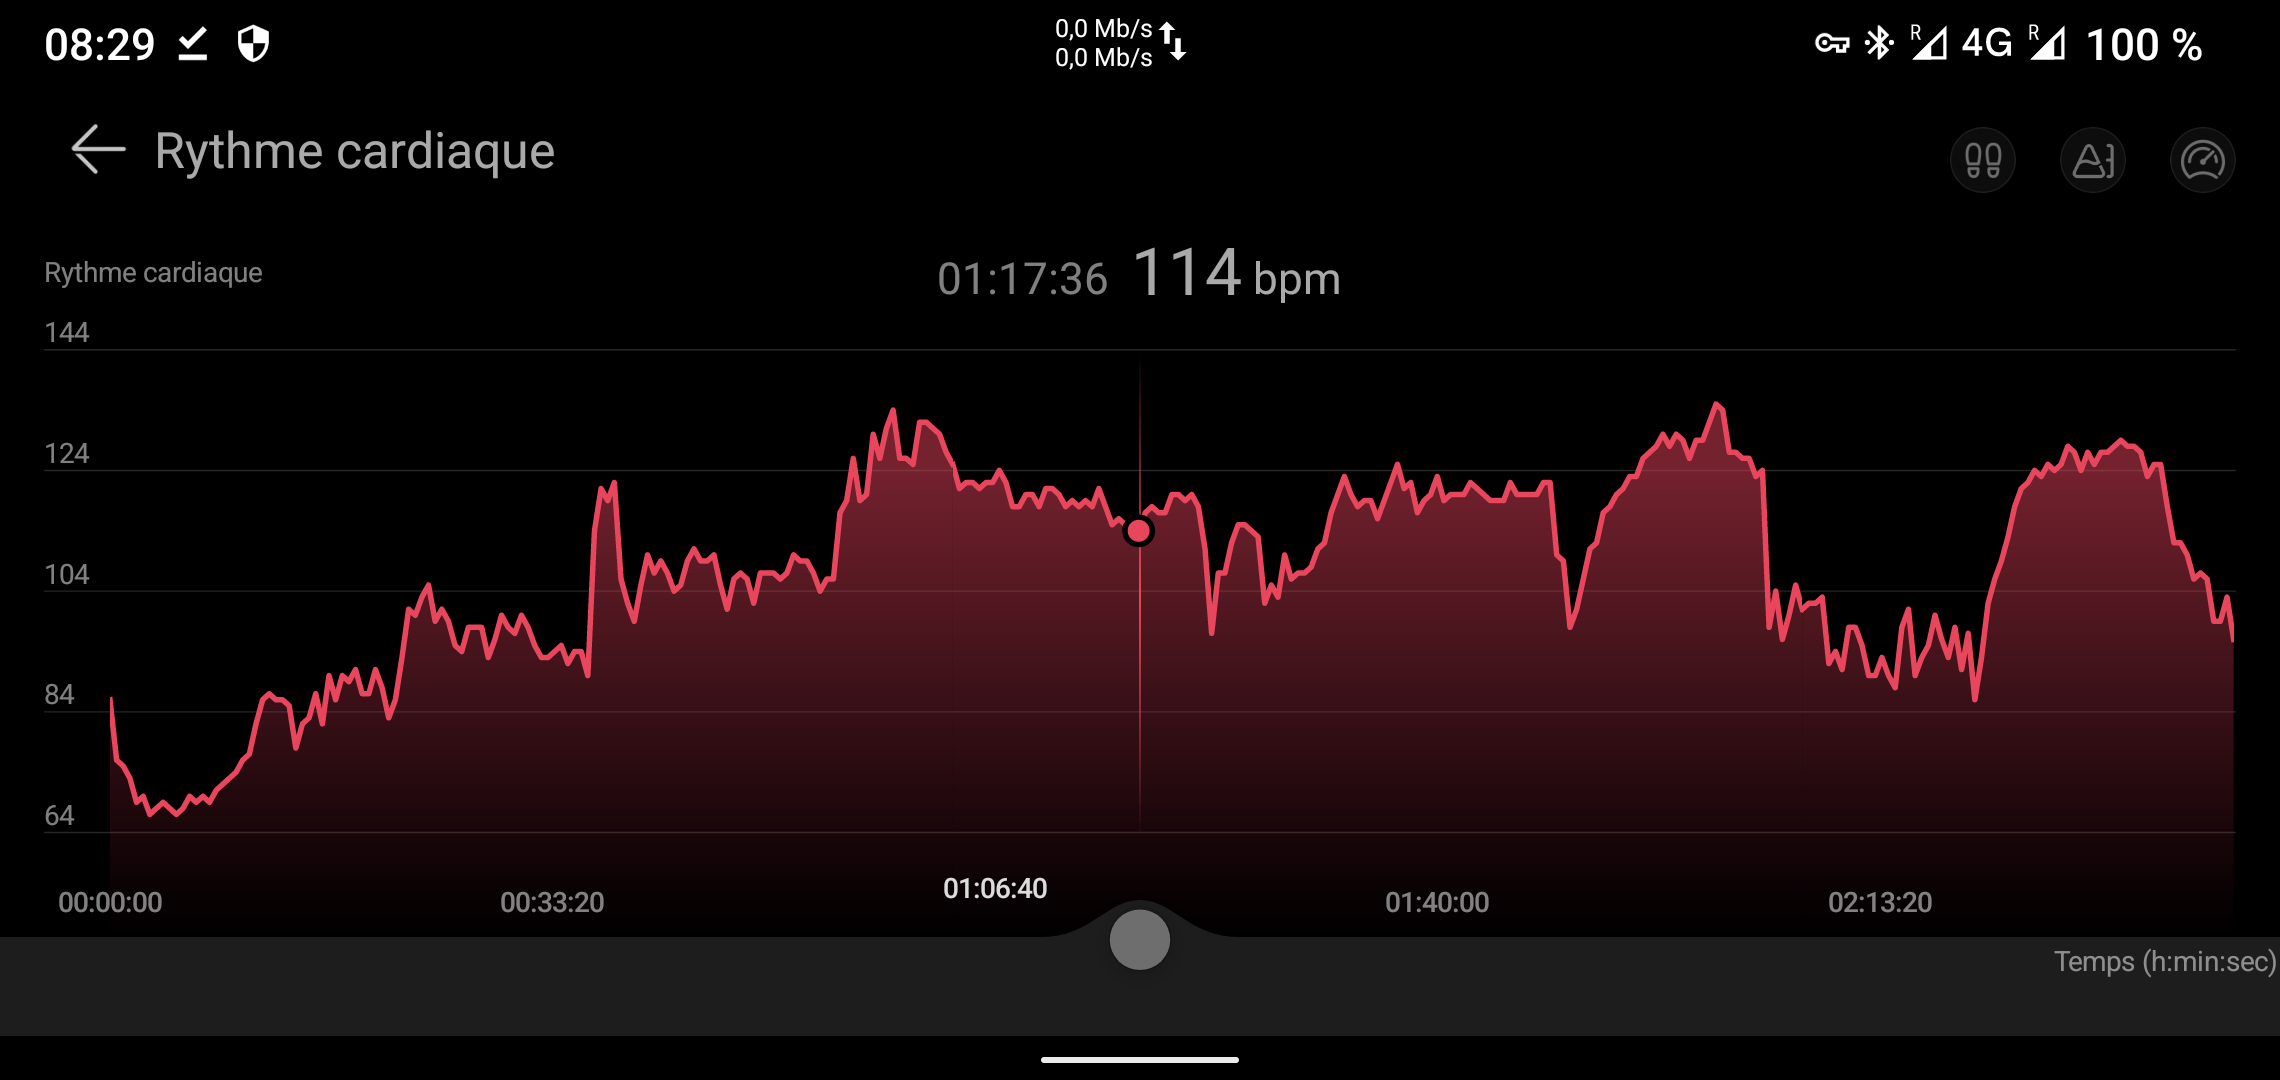 08:29
0,0 Mb/s
0,0 Mb/s
R 4G R 100 %
Rythme cardiaque
Rythme cardiaque
01:17:36 114 bpm
144
124
104
84
64
00:00:00 00:33:20 01:06:40 01:40:00 02:13:20
Temps (h:min:sec)